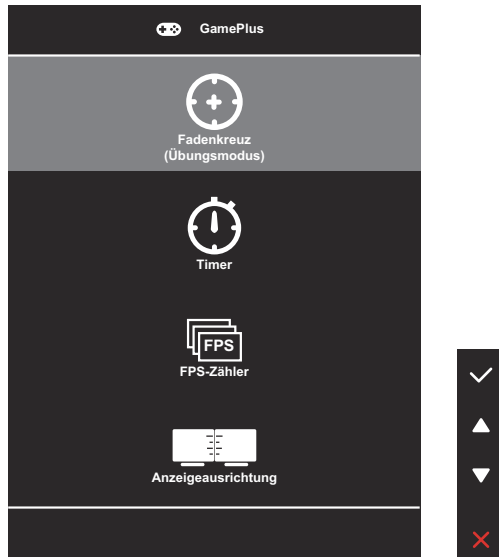 GamePlus
Fadenkreuz
(Übungsmodus)
Timer
FPS
FPS-Zähler
Anzeigeausrichtung